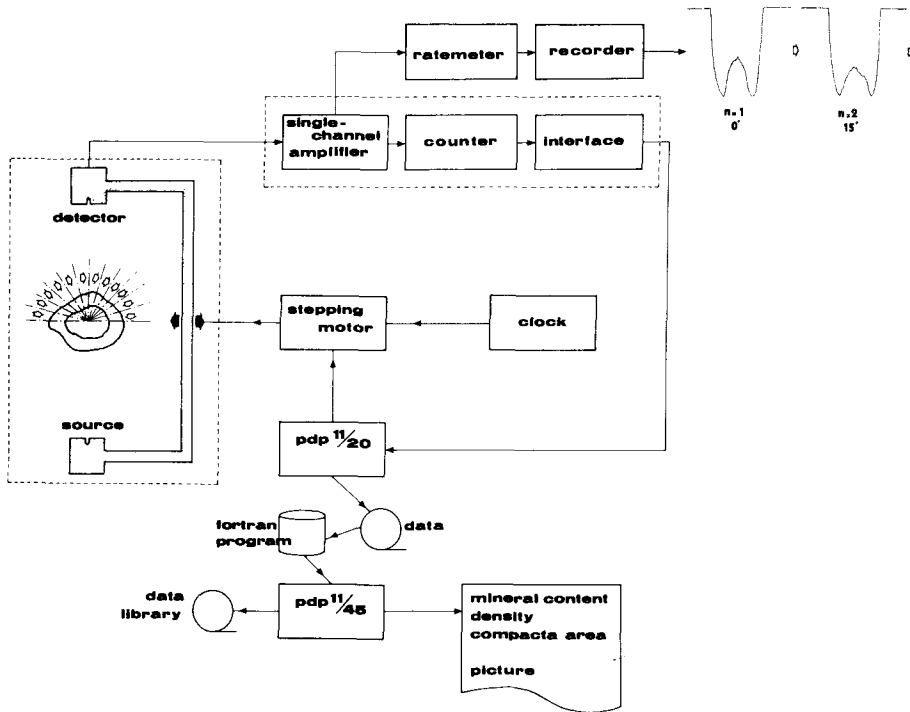 ratemeter
recorder
n.1
0'
n.2
15'
single-
channel
amplifier
counter
interface
detector
stepping
motor
clock
source
pdp 11/20
fortran
program
data
data
library
pdp 11/45
mineral content
density
compacta area
picture